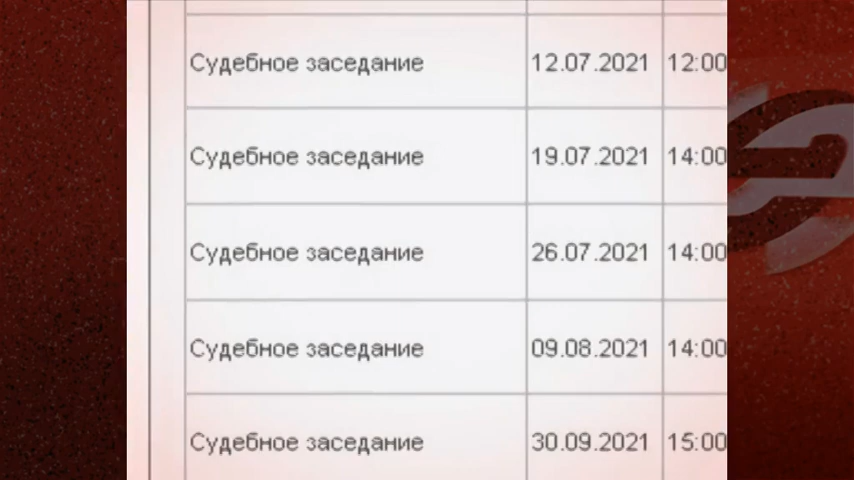 Судебное заседание 12.07.2021 12:00
Судебное заседание 19.07.2021 14:00
Судебное заседание 26.07.2021 14:00
Судебное заседание 09.08.2021 14:00
Судебное заседание 30.09.2021 15:00